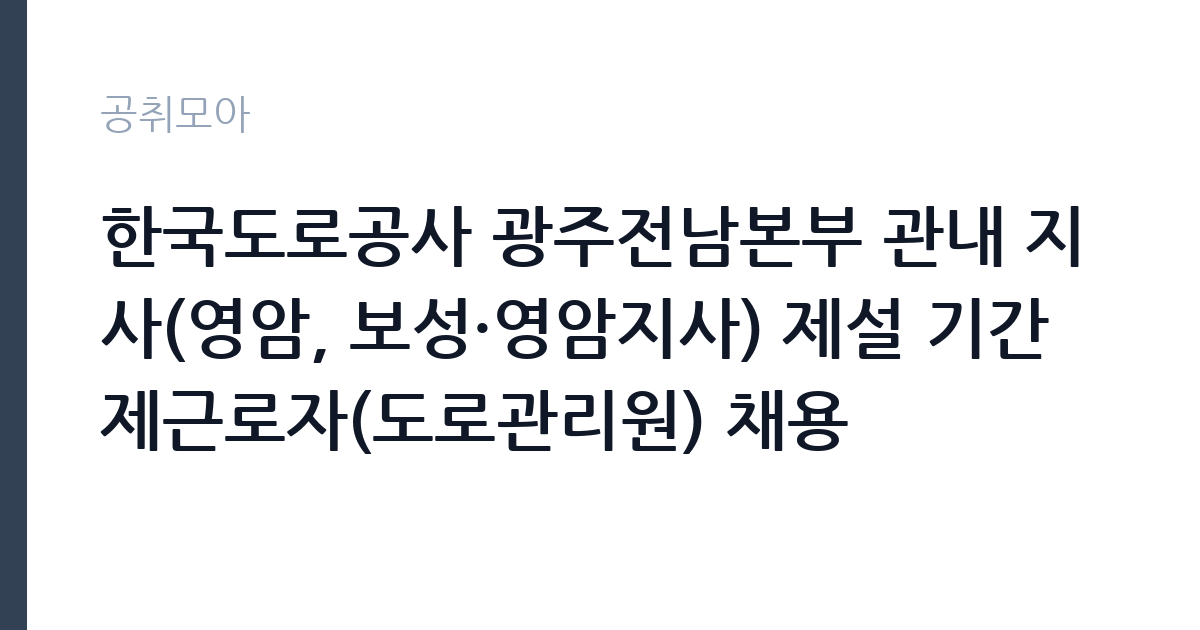 공취모아
한국도로공사 광주전남본부 관내 지
사(영암, 보성·영암지사) 제설 기간
제근로자(도로관리원) 채용